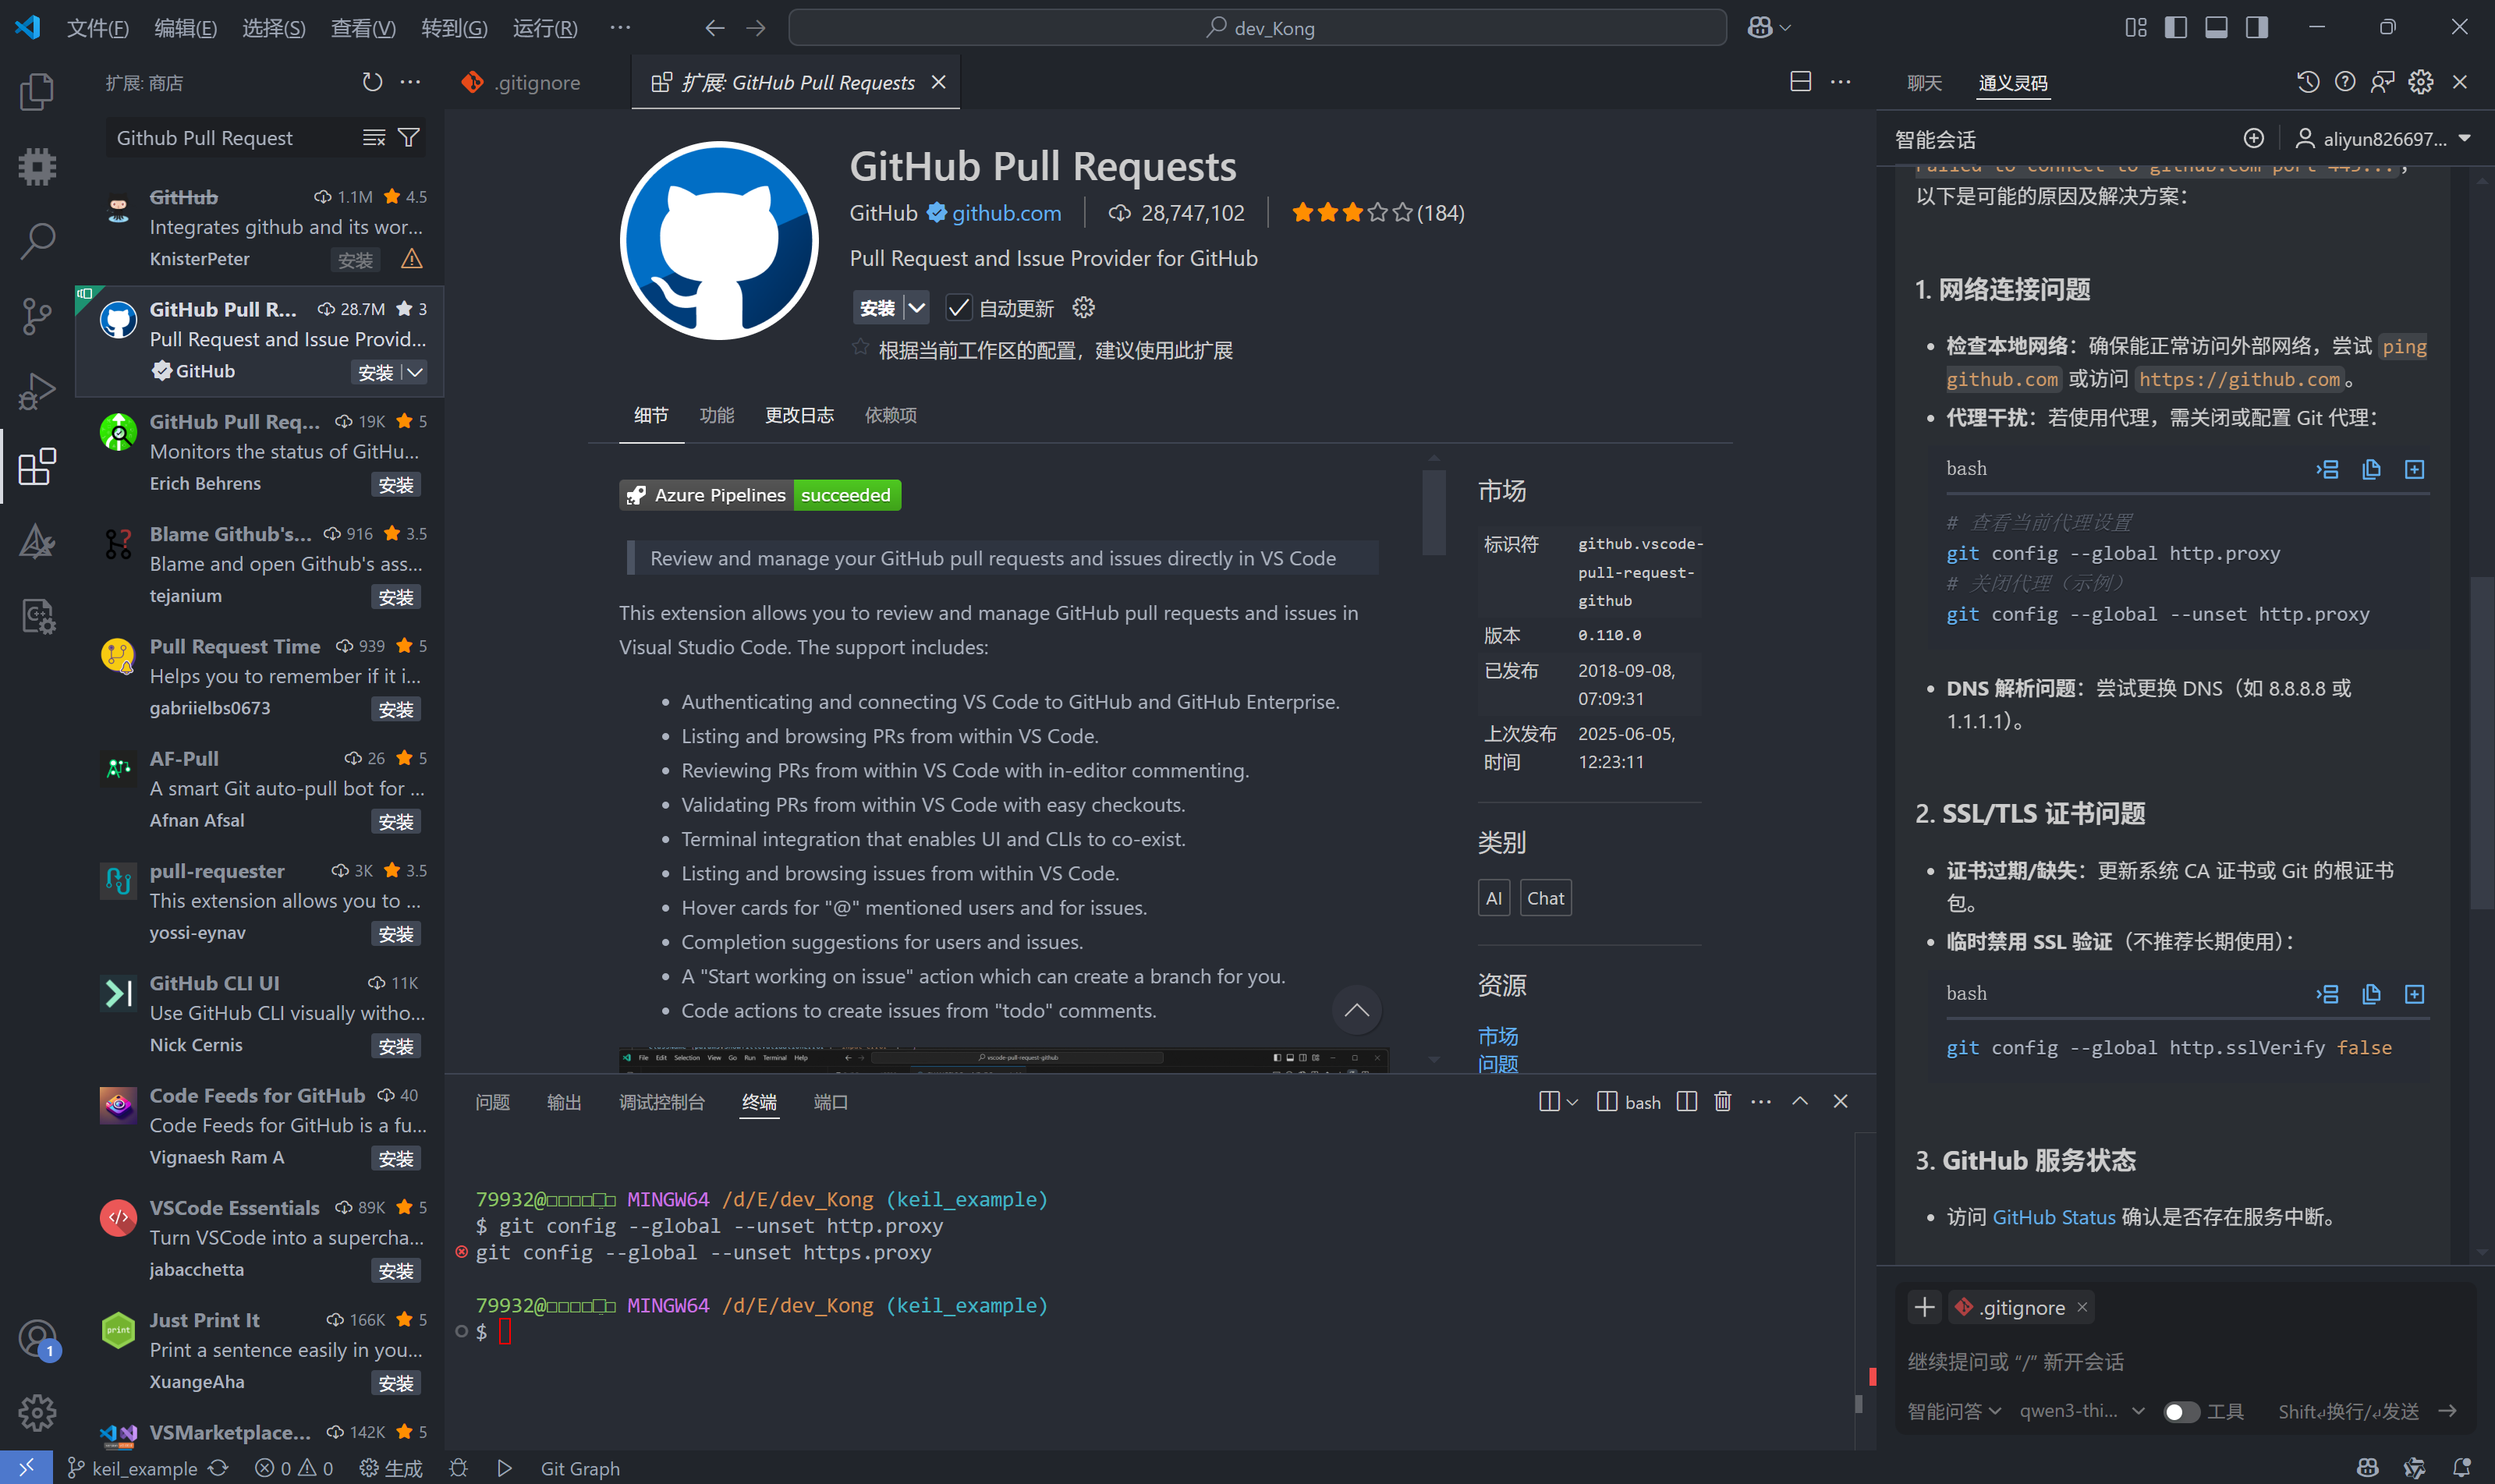 文件(F) 编辑(E) 选择(S) 查看(V) 转到(G) 运行(R) ···
dev_Kong
扩展: 商店
Github Pull Request
GitHub 1.1M 4.5
Integrates github and its wor...
KnisterPeter 安装
GitHub Pull R... 28.7M 3
Pull Request and Issue Provid...
GitHub 安装
GitHub Pull Req... 19K 5
Monitors the status of GitHu...
Erich Behrens 安装
Blame Github's... 916 3.5
Blame and open Github's ass...
tejanium 安装
Pull Request Time 939 5
Helps you to remember if it i...
gabriielbs0673 安装
AF-Pull 26 5
A smart Git auto-pull bot for ...
Afnan Afsal 安装
pull-requester 3K 3.5
This extension allows you to ...
yossi-eynav 安装
GitHub CLI UI 11K
Use GitHub CLI visually witho...
Nick Cernis 安装
Code Feeds for GitHub 40
Code Feeds for GitHub is a fu...
Vignaesh Ram A 安装
VSCode Essentials 89K 5
Turn VSCode into a supercha...
jabacchetta 安装
print
Just Print It 166K 5
Print a sentence easily in you...
XuangeAha 安装
VSMarketplace... 142K 5
.gitignore
扩展: GitHub Pull Requests
GitHub Pull Requests
GitHub github.com 28,747,102 (184)
Pull Request and Issue Provider for GitHub
安装 自动更新
根据当前工作区的配置，建议使用此扩展
细节 功能 更改日志 依赖项
Azure Pipelines succeeded
Review and manage your GitHub pull requests and issues directly in VS Code
This extension allows you to review and manage GitHub pull requests and issues in
Visual Studio Code. The support includes:
• Authenticating and connecting VS Code to GitHub and GitHub Enterprise.
• Listing and browsing PRs from within VS Code.
• Reviewing PRs from within VS Code with in-editor commenting.
• Validating PRs from within VS Code with easy checkouts.
• Terminal integration that enables UI and CLIs to co-exist.
• Listing and browsing issues from within VS Code.
• Hover cards for "@" mentioned users and for issues.
• Completion suggestions for users and issues.
• A "Start working on issue" action which can create a branch for you.
• Code actions to create issues from "todo" comments.
File Edit Selection View Go Run Terminal Help
vscode-pull-request-github
市场
标识符 github.vscode-
pull-request-
github
版本 0.110.0
已发布 2018-09-08,
07:09:31
上次发布 2025-06-05,
时间 12:23:11
类别
AI Chat
资源
市场
问题
问题 输出 调试控制台 终端 端口
bash
79932@□□□□□□ MINGW64 /d/E/dev_Kong (keil_example)
$ git config --global --unset http.proxy
git config --global --unset https.proxy
79932@□□□□□□ MINGW64 /d/E/dev_Kong (keil_example)
$
聊天 通义灵码
智能会话
aliyun826697...
Failed to connect to github.com port 443...，
以下是可能的原因及解决方案：
1. 网络连接问题
• 检查本地网络：确保能正常访问外部网络，尝试 ping
github.com 或访问 https://github.com。
• 代理干扰：若使用代理，需关闭或配置 Git 代理：
bash
# 查看当前代理设置
git config --global http.proxy
# 关闭代理（示例）
git config --global --unset http.proxy
• DNS 解析问题：尝试更换 DNS（如 8.8.8.8 或
1.1.1.1）。
2. SSL/TLS 证书问题
• 证书过期/缺失：更新系统 CA 证书或 Git 的根证书
包。
• 临时禁用 SSL 验证（不推荐长期使用）：
bash
git config --global http.sslVerify false
3. GitHub 服务状态
• 访问 GitHub Status 确认是否存在服务中断。
.gitignore
继续提问或 “/” 新开会话
智能问答 qwen3-thi... 工具 Shift↵换行/↵发送
1
keil_example 0 0 生成 Git Graph